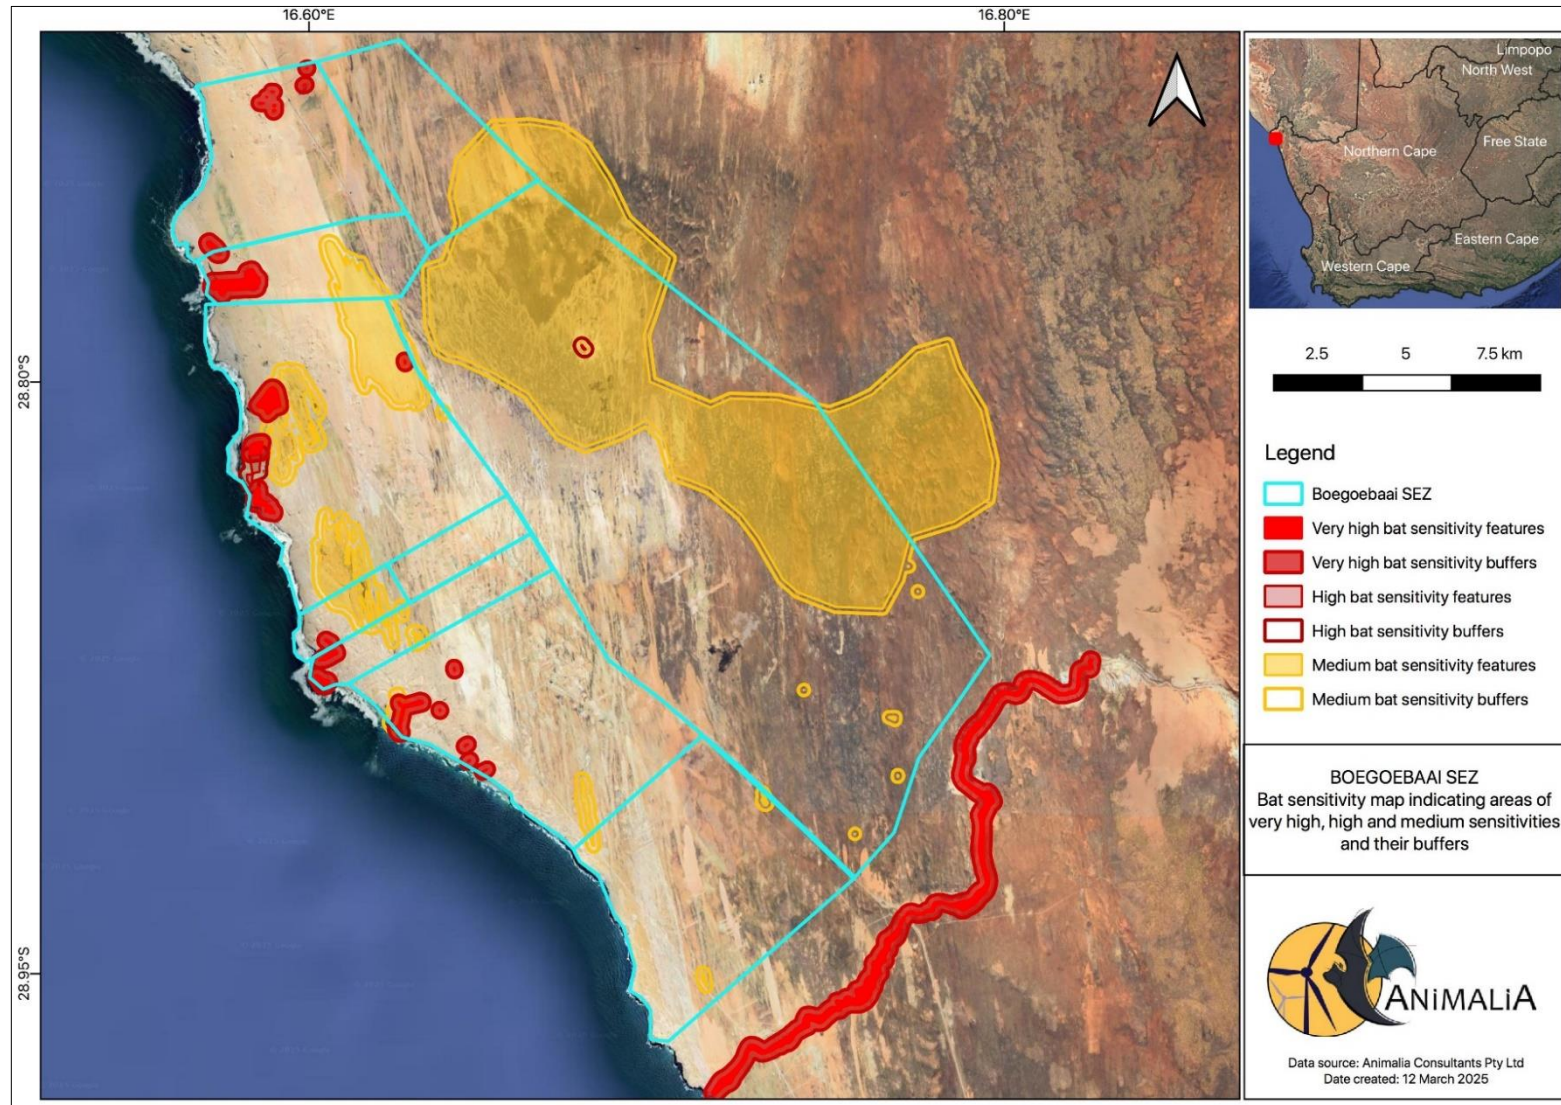 16.60°E
16.80°E
28.80°S
28.95°S
Limpopo
North West
Free State
Northern Cape
Eastern Cape
Western Cape
2.5 5 7.5 km
Legend
Boegoebaai SEZ
Very high bat sensitivity features
Very high bat sensitivity buffers
High bat sensitivity features
High bat sensitivity buffers
Medium bat sensitivity features
Medium bat sensitivity buffers
BOEGOEBAAI SEZ
Bat sensitivity map indicating areas of
very high, high and medium sensitivities
and their buffers
ANiMALiA
Data source: Animalia Consultants Pty Ltd
Date created: 12 March 2025